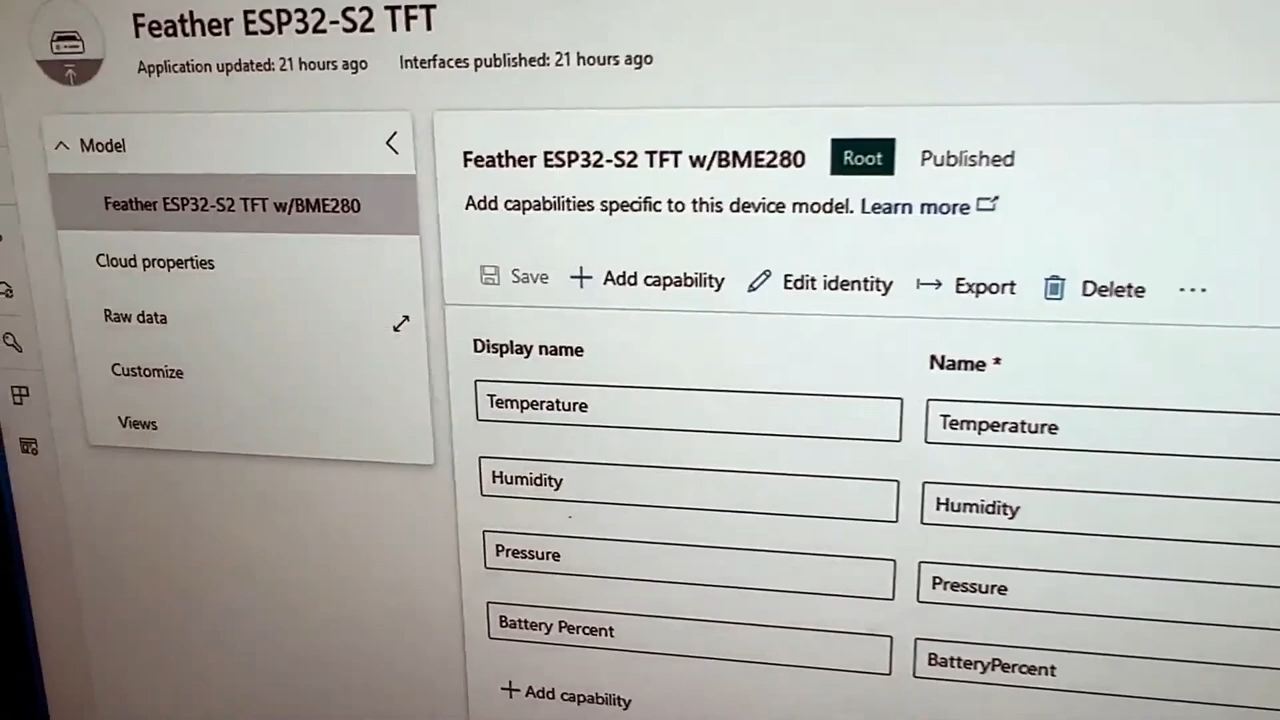 Feather ESP32-S2 TFT
Application updated: 21 hours ago Interfaces published: 21 hours ago
Model
Feather ESP32-S2 TFT w/BME280
Cloud properties
Raw data
Customize
Views
Feather ESP32-S2 TFT w/BME280 Root Published
Add capabilities specific to this device model. Learn more
Save + Add capability Edit identity Export Delete ...
Display name Name *
Temperature Temperature
Humidity Humidity
Pressure Pressure
Battery Percent BatteryPercent
+ Add capability